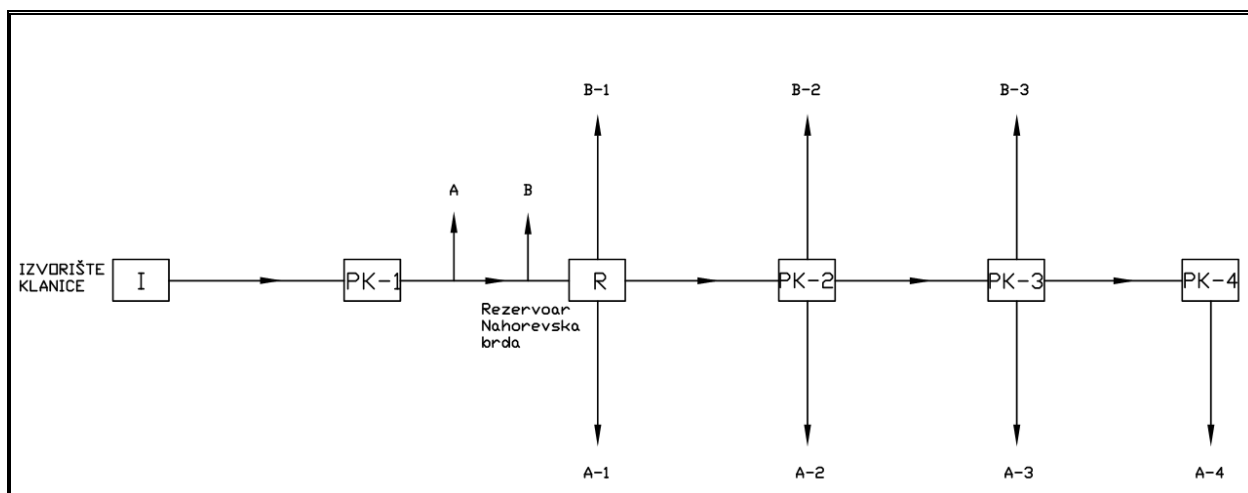 B-1
B-2
B-3
A
B
IZVORIŠTE
KLANICE
I
PK-1
R
PK-2
PK-3
PK-4
Rezervoar
Nahorevska
brda
A-1
A-2
A-3
A-4